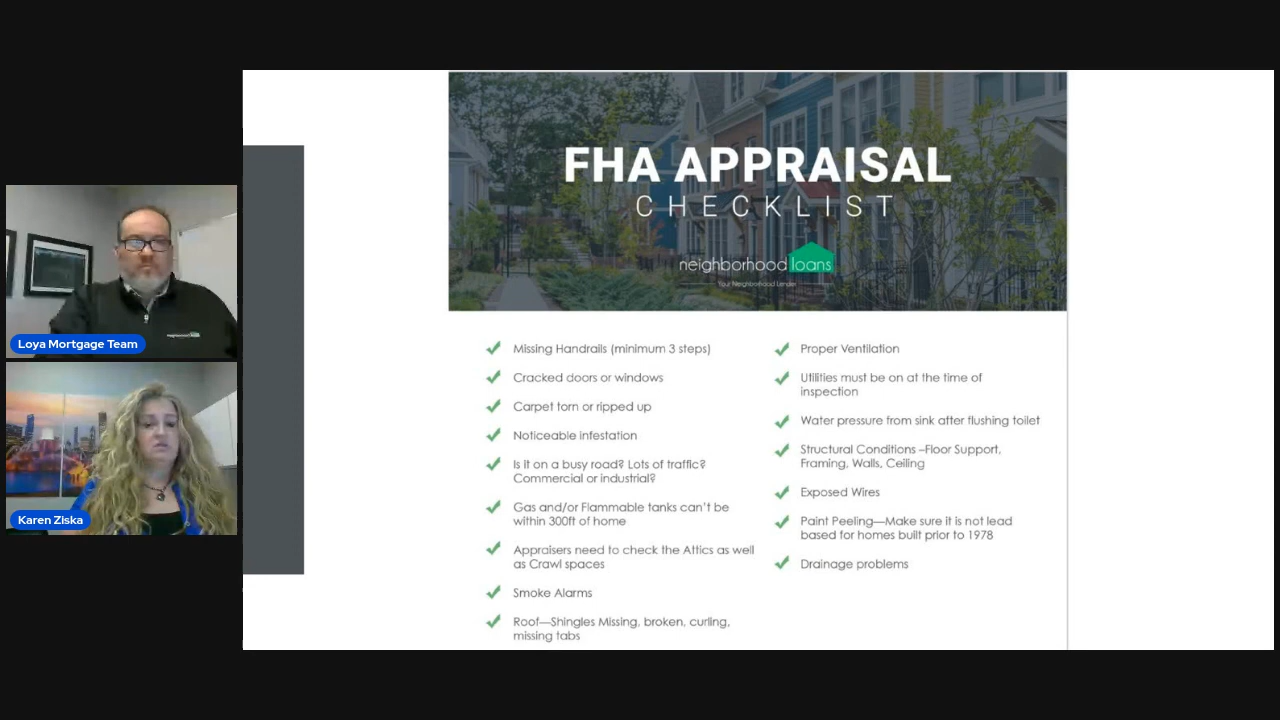 FHA APPRAISAL
CHECKLIST
neighborhood loans
Your Neighborhood Lender
Loya Mortgage Team
Karen Ziska
Missing Handrails (minimum 3 steps)
Cracked doors or windows
Carpet torn or ripped up
Noticeable infestation
Is it on a busy road? Lots of traffic?
Commercial or industrial?
Gas and/or Flammable tanks can't be
within 300ft of home
Appraisers need to check the Attics as well
as Crawl spaces
Smoke Alarms
Roof—Shingles Missing, broken, curling,
missing tabs
Proper Ventilation
Utilities must be on at the time of
inspection
Water pressure from sink after flushing toilet
Structural Conditions –Floor Support,
Framing, Walls, Ceiling
Exposed Wires
Paint Peeling—Make sure it is not lead
based for homes built prior to 1978
Drainage problems